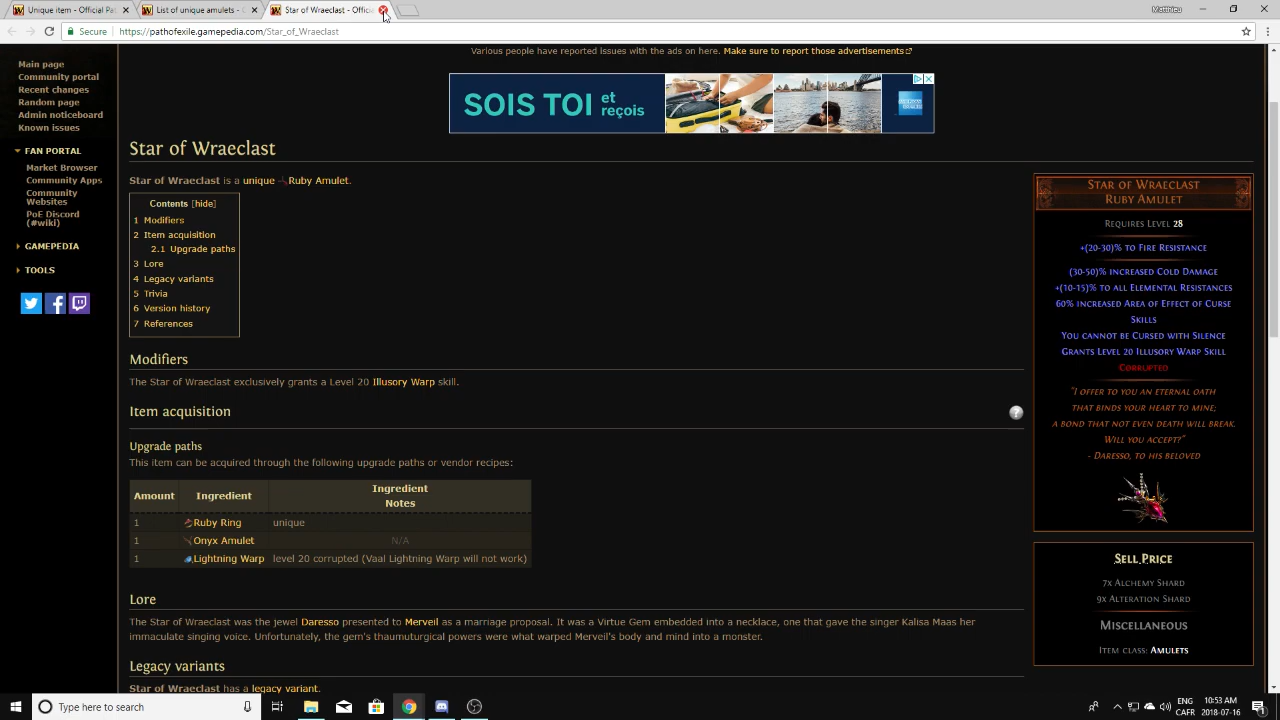 Unique item - Official Pat
List of unique amulets -
Star of Wraeclast - Offici
Matthieu
Secure
https://pathofexile.gamepedia.com/Star_of_Wraeclast
Various people have reported issues with the ads on here. Make sure to report those advertisements
Main page
Community portal
Recent changes
Random page
Admin noticeboard
Known issues
FAN PORTAL
Market Browser
Community Apps
Community
Websites
PoE Discord
(#wiki)
GAMEPEDIA
TOOLS
SOIS TOI et
reçois
Star of Wraeclast
Star of Wraeclast is a unique Ruby Amulet.
Contents [hide]
1 Modifiers
2 Item acquisition
2.1 Upgrade paths
3 Lore
4 Legacy variants
5 Trivia
6 Version history
7 References
Modifiers
The Star of Wraeclast exclusively grants a Level 20 Illusory Warp skill.
Item acquisition
?
Upgrade paths
This item can be acquired through the following upgrade paths or vendor recipes:
Amount Ingredient Ingredient
Notes
1 Ruby Ring unique
1 Onyx Amulet N/A
1 Lightning Warp level 20 corrupted (Vaal Lightning Warp will not work)
Lore
The Star of Wraeclast was the jewel Daresso presented to Merveil as a marriage proposal. It was a Virtue Gem embedded into a necklace, one that gave the singer Kalisa Maas her
immaculate singing voice. Unfortunately, the gem's thaumuturgical powers were what warped Merveil's body and mind into a monster.
Legacy variants
Star of Wraeclast has a legacy variant.
Star of Wraeclast
Ruby Amulet
Requires Level 28
+(20-30)% to Fire Resistance
(30-50)% increased Cold Damage
+(10-15)% to all Elemental Resistances
60% increased Area of Effect of Curse
Skills
You cannot be Cursed with Silence
Grants Level 20 Illusory Warp Skill
Corrupted
"I offer to you an eternal oath
that binds your heart to mine;
a bond that not even death will break.
Will you accept?"
- Daresso, to his beloved
Sell Price
7x Alchemy Shard
9x Alteration Shard
Miscellaneous
Item class: Amulets
Type here to search
ENG
CAFR
10:53 AM
2018-07-16